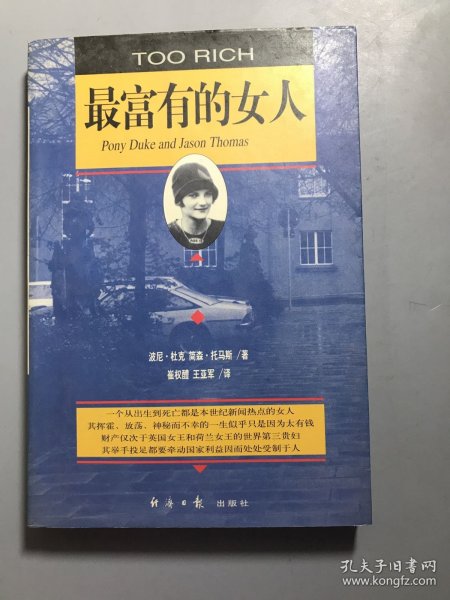 TOO RICH
最富有的女人
Pony Duke and Jason Thomas
波尼·杜克 简森·托马斯／著
崔权醴 王亚军／译
一个从出生到死亡都是本世纪新闻热点的女人
其挥霍、放荡、神秘而不幸的一生似乎只是因为太有钱
财产仅次于英国女王和荷兰女王的世界第三贵妇
其举手投足都要牵动国家利益因而处处受制于人
经济日报 出版社
孔夫子旧书网
www.kongfz.com